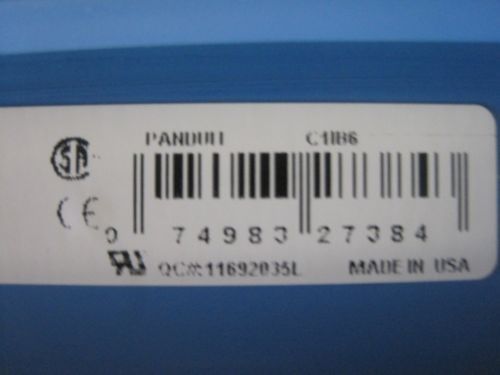 PANDUIT C1IB6
0 74983 27384
QC#:11692035L MADE IN USA